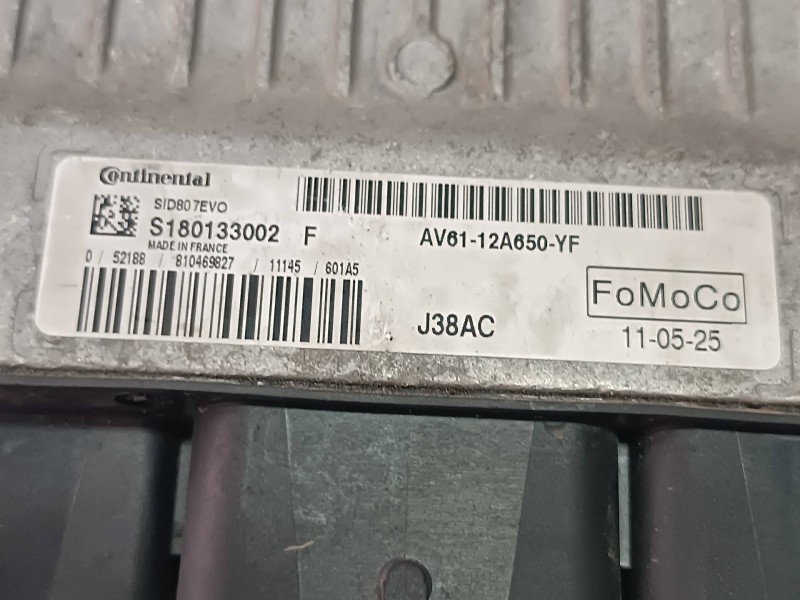 Continental
SID807EVO
S180133002 F
MADE IN FRANCE
0 / 52188 / 810469827 / 11145 / 601A5
AV61-12A650-YF
J38AC
FoMoCo
11-05-25